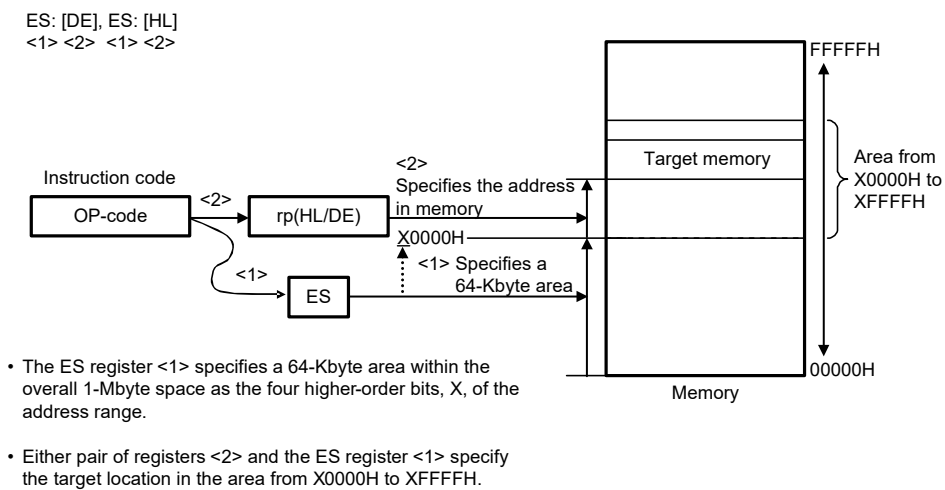 ES: [DE], ES: [HL]
<1> <2> <1> <2>
FFFFFH
Target memory
Area from
X0000H to
XFFFFH
Instruction code
OP-code
<2>
rp(HL/DE)
<2>
Specifies the address
in memory
X0000H
<1>
ES
<1> Specifies a
64-Kbyte area
00000H
Memory
• The ES register <1> specifies a 64-Kbyte area within the
overall 1-Mbyte space as the four higher-order bits, X, of the
address range.
• Either pair of registers <2> and the ES register <1> specify
the target location in the area from X0000H to XFFFFH.